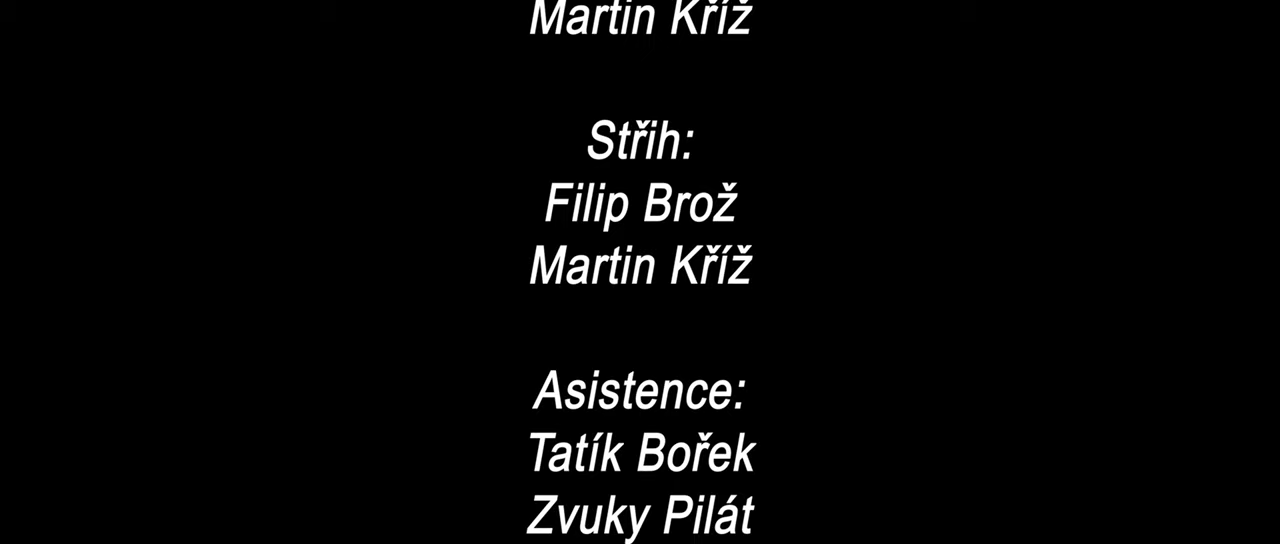 Martin Kříž
Střih:
Filip Brož
Martin Kříž
Asistence:
Tatík Bořek
Zvuky Pilát